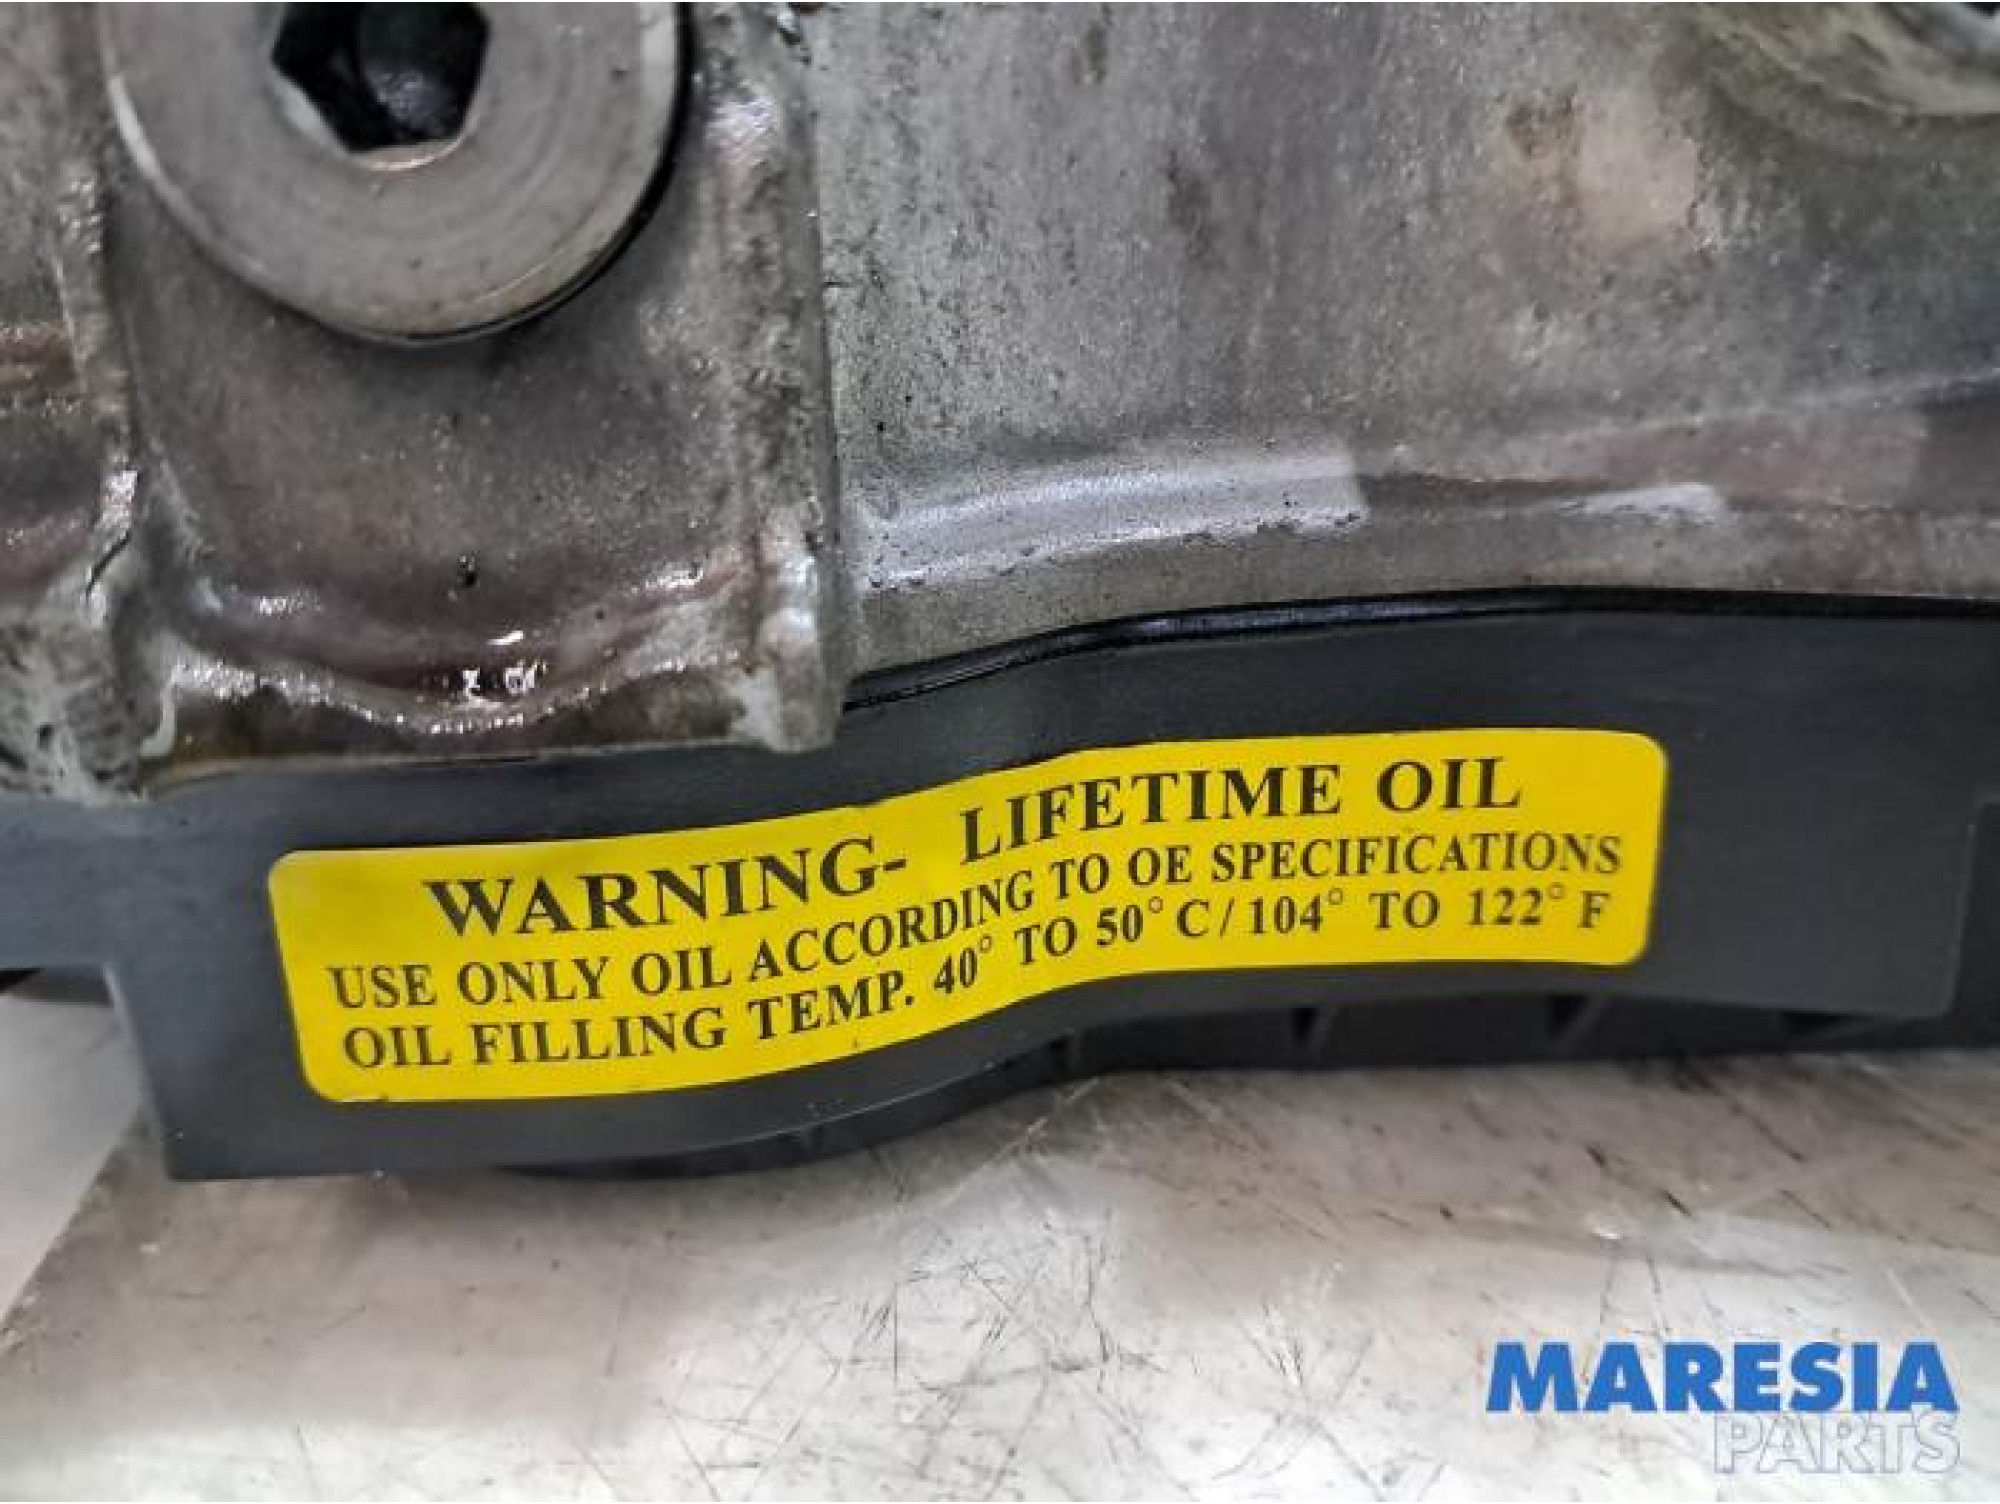 WARNING- LIFETIME OIL
USE ONLY OIL ACCORDING TO OE SPECIFICATIONS
OIL FILLING TEMP. 40° TO 50° C / 104° TO 122° F
MARESIA
PARTS